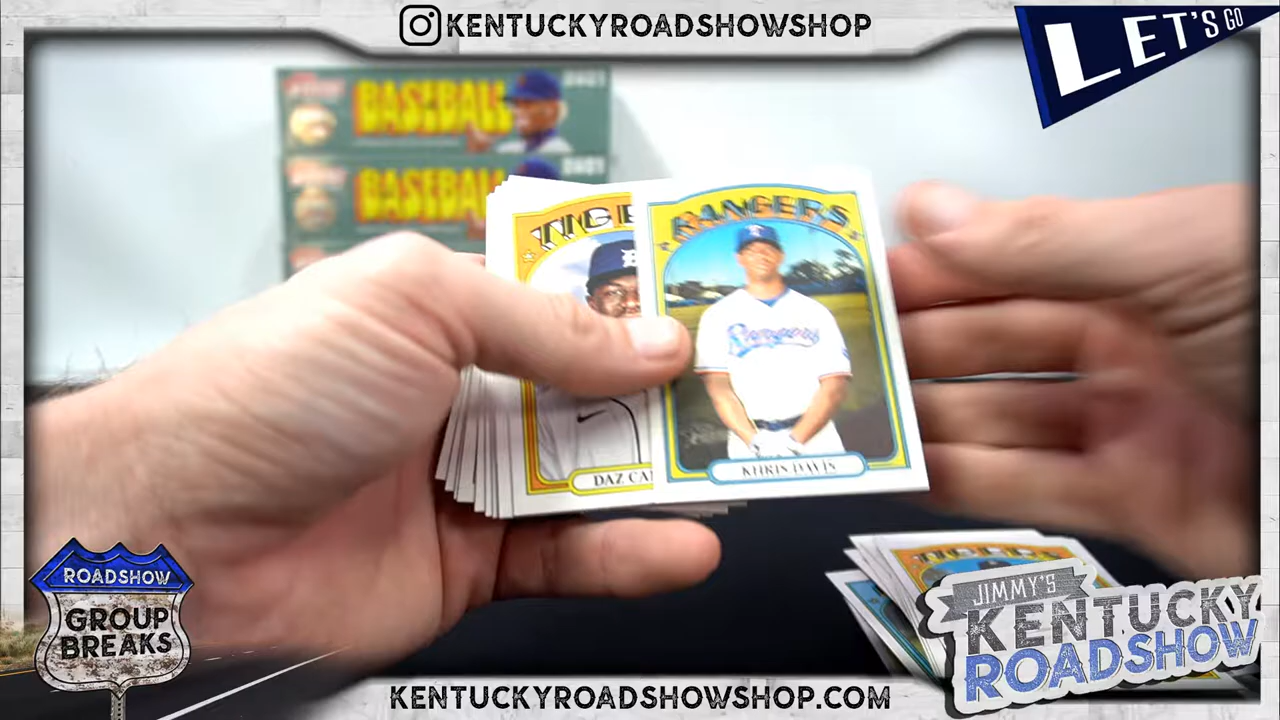 KENTUCKYROADSHOWSHOP
LET'S GO
BASEBALL
BASEBALL
TIGE
RANGERS
Rangers
DAZ CA
KHRIS DAVIS
TIGERS
ROADSHOW
GROUP
BREAKS
JIMMY'S
KENTUCKY
ROADSHOW
KENTUCKYROADSHOWSHOP.COM